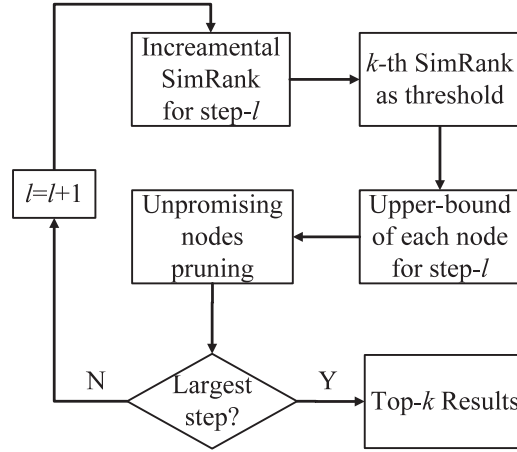 Increamental
SimRank
for step-l
k-th SimRank
as threshold
l=l+1
Unpromising
nodes
pruning
Upper-bound
of each node
for step-l
N
Largest
step?
Y
Top-k Results